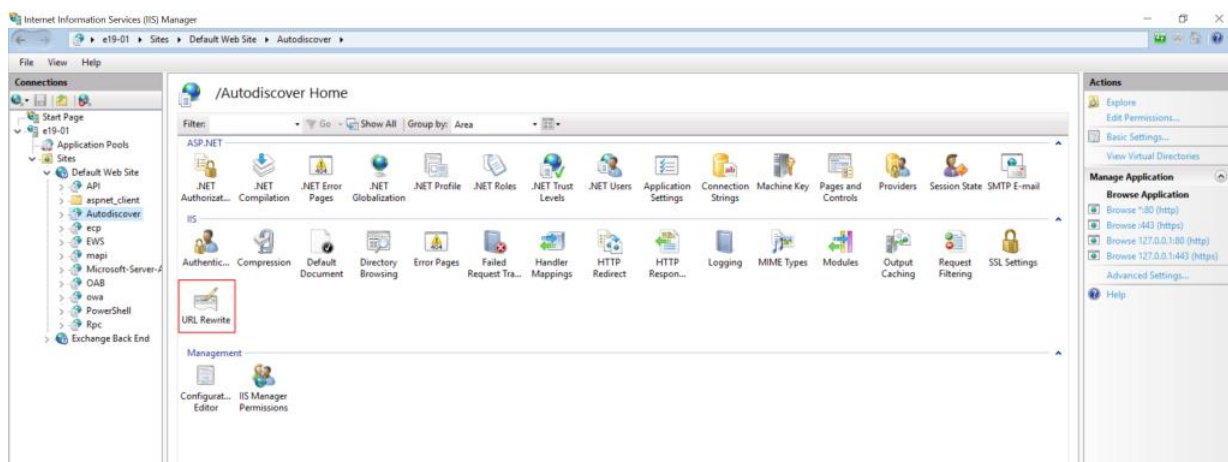 Internet Information Services (IIS) Manager
e19-01 Sites Default Web Site Autodiscover
File View Help
Connections
Start Page
e19-01
Application Pools
Sites
Default Web Site
API
aspnet_client
Autodiscover
ecp
EWS
mapi
Microsoft-Server-A
OAB
owa
PowerShell
Rpc
Exchange Back End
/Autodiscover Home
Filter: Go Show All Group by: Area
ASP.NET
.NET Authorizat...
.NET Compilation
.NET Error Pages
.NET Globalization
.NET Profile
.NET Roles
.NET Trust Levels
.NET Users
Application Settings
Connection Strings
Machine Key
Pages and Controls
Providers
Session State
SMTP E-mail
IIS
Authentic...
Compression
Default Document
Directory Browsing
Error Pages
Failed Request Tra...
Handler Mappings
HTTP Redirect
HTTP Respon...
Logging
MIME Types
Modules
Output Caching
Request Filtering
SSL Settings
URL Rewrite
Management
Configurat... Editor
IIS Manager Permissions
Actions
Explore
Edit Permissions...
Basic Settings...
View Virtual Directories
Manage Application
Browse Application
Browse *:80 (http)
Browse :443 (https)
Browse 127.0.0.1:80 (http)
Browse 127.0.0.1:443 (https)
Advanced Settings...
Help